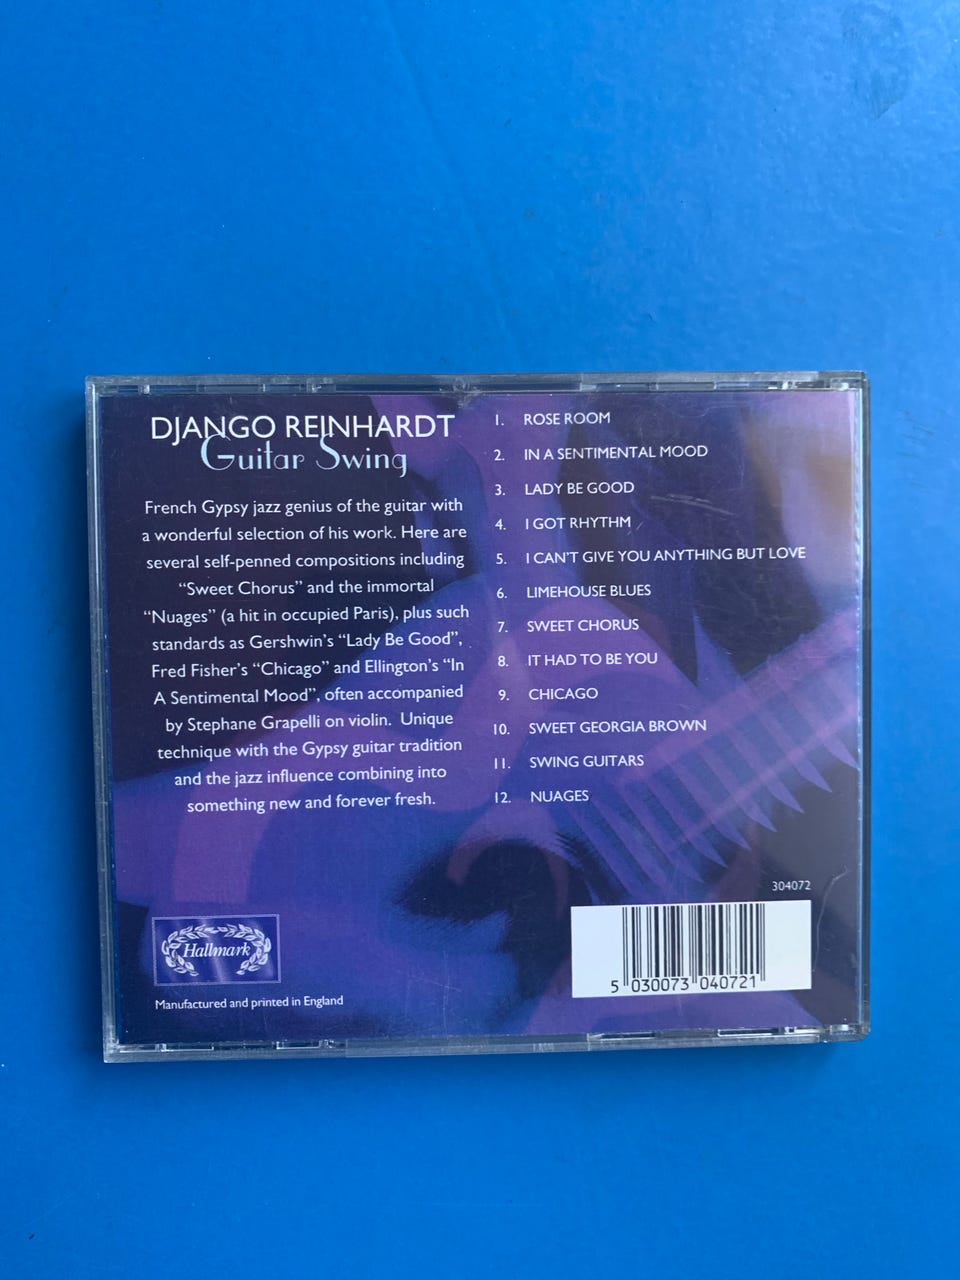 DJANGO REINHARDT
Guitar Swing
French Gypsy jazz genius of the guitar with
a wonderful selection of his work. Here are
several self-penned compositions including
“Sweet Chorus” and the immortal
“Nuages” (a hit in occupied Paris), plus such
standards as Gershwin’s “Lady Be Good”,
Fred Fisher’s “Chicago” and Ellington’s “In
A Sentimental Mood”, often accompanied
by Stephane Grapelli on violin. Unique
technique with the Gypsy guitar tradition
and the jazz influence combining into
something new and forever fresh.
1. ROSE ROOM
2. IN A SENTIMENTAL MOOD
3. LADY BE GOOD
4. I GOT RHYTHM
5. I CAN’T GIVE YOU ANYTHING BUT LOVE
6. LIMEHOUSE BLUES
7. SWEET CHORUS
8. IT HAD TO BE YOU
9. CHICAGO
10. SWEET GEORGIA BROWN
11. SWING GUITARS
12. NUAGES
Hallmark
Manufactured and printed in England
304072
5 030073 040721